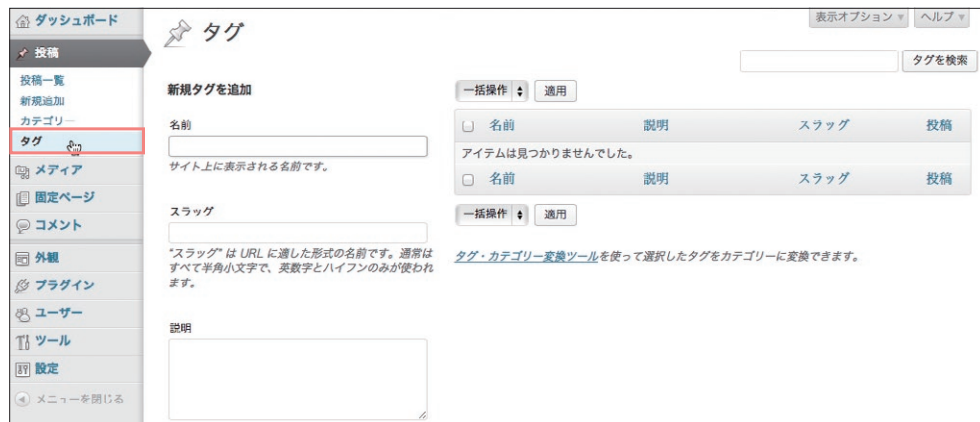 ダッシュボード
投稿
投稿一覧
新規追加
カテゴリー
タグ
メディア
固定ページ
コメント
外観
プラグイン
ユーザー
ツール
設定
メニューを閉じる
表示オプション ヘルプ
タグ
タグを検索
新規タグを追加
名前
サイト上に表示される名前です。
スラッグ
“スラッグ” は URL に適した形式の名前です。通常は
すべて半角小文字で、英数字とハイフンのみが使われ
ます。
説明
一括操作 適用
名前 説明 スラッグ 投稿
アイテムは見つかりませんでした。
名前 説明 スラッグ 投稿
一括操作 適用
タグ・カテゴリー変換ツールを使って選択したタグをカテゴリーに変換できます。